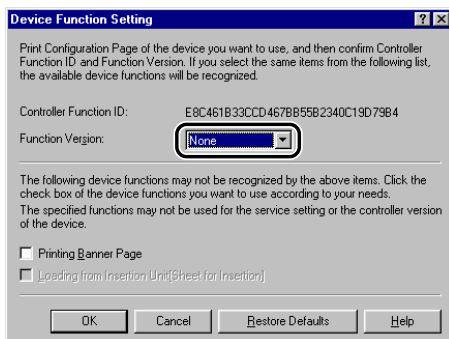 Device Function Setting
Print Configuration Page of the device you want to use, and then confirm Controller
Function ID and Function Version. If you select the same items from the following list,
the available device functions will be recognized.
Controller Function ID: E8C461B33CCD467BB55B2340C19D79B4
Function Version: None
The following device functions may not be recognized by the above items. Click the
check box of the device functions you want to use according to your needs.
The specified functions may not be used for the service setting or the controller version
of the device.
Printing Banner Page
Loading from Insertion Unit[Sheet for Insertion]
OK Cancel Restore Defaults Help